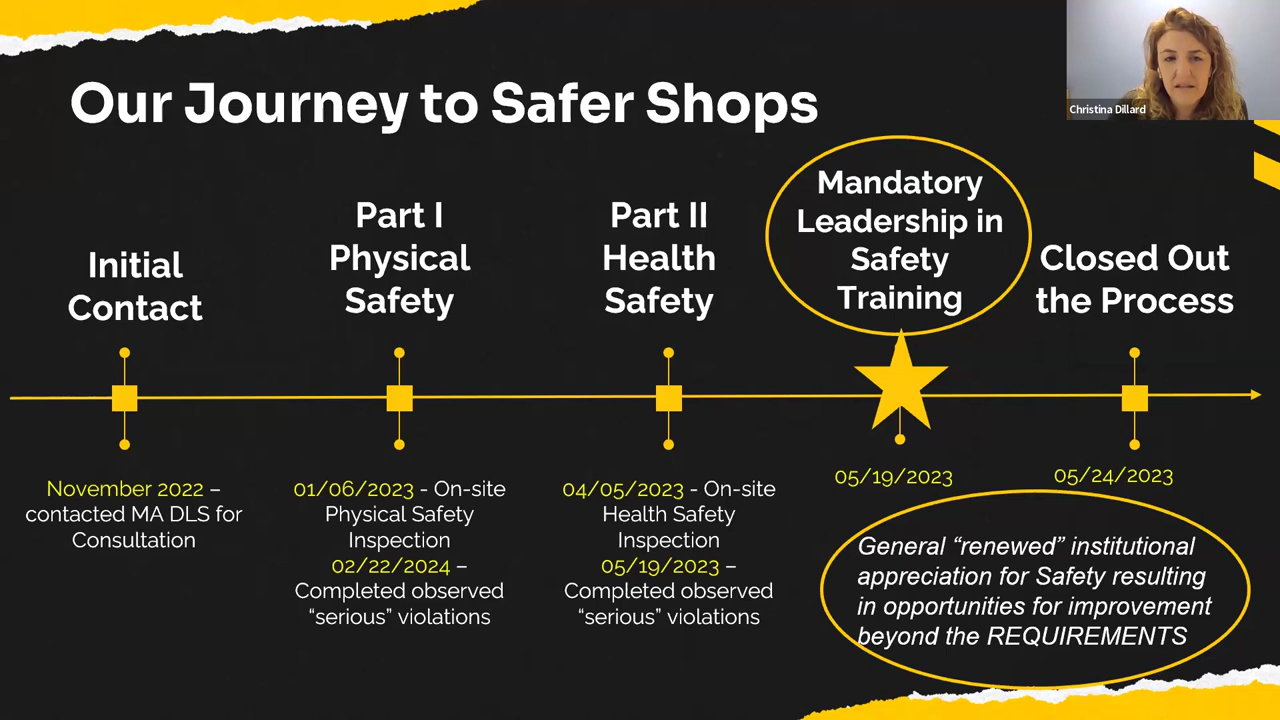 Our Journey to Safer Shops
Christina Dillard
Initial
Contact
Part I
Physical
Safety
Part II
Health
Safety
Mandatory
Leadership in
Safety
Training
Closed Out
the Process
November 2022 –
contacted MA DLS for
Consultation
01/06/2023 - On-site
Physical Safety
Inspection
02/22/2024 –
Completed observed
“serious” violations
04/05/2023 - On-site
Health Safety
Inspection
05/19/2023 –
Completed observed
“serious” violations
05/19/2023
05/24/2023
General “renewed” institutional
appreciation for Safety resulting
in opportunities for improvement
beyond the REQUIREMENTS